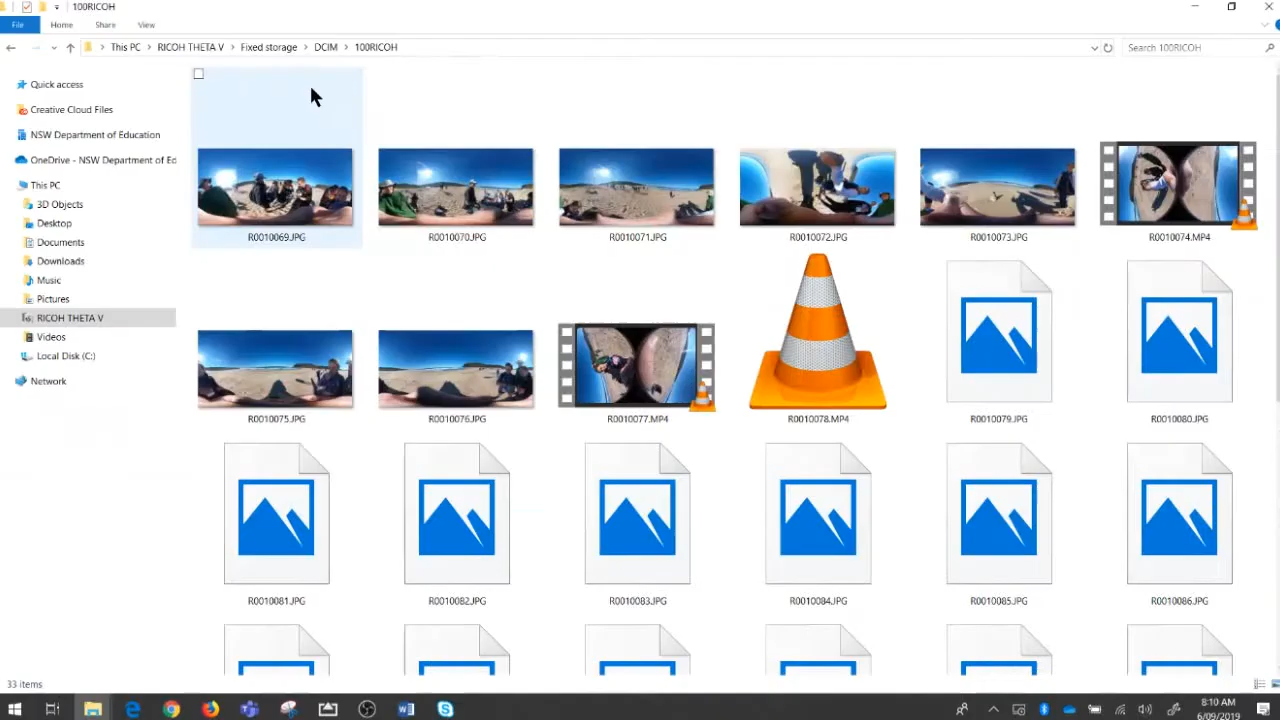 100RICOH
File Home Share View
This PC RICOH THETA V Fixed storage DCIM 100RICOH
Search 100RICOH
Quick access
Creative Cloud Files
NSW Department of Education
OneDrive - NSW Department of Ed
This PC
3D Objects
Desktop
Documents
Downloads
Music
Pictures
RICOH THETA V
Videos
Local Disk (C:)
Network
R0010069.JPG R0010070.JPG R0010071.JPG R0010072.JPG R0010073.JPG R0010074.MP4
R0010075.JPG R0010076.JPG R0010077.MP4 R0010078.MP4 R0010079.JPG R0010080.JPG
R0010081.JPG R0010082.JPG R0010083.JPG R0010084.JPG R0010085.JPG R0010086.JPG
33 items
8:10 AM
6/09/2019